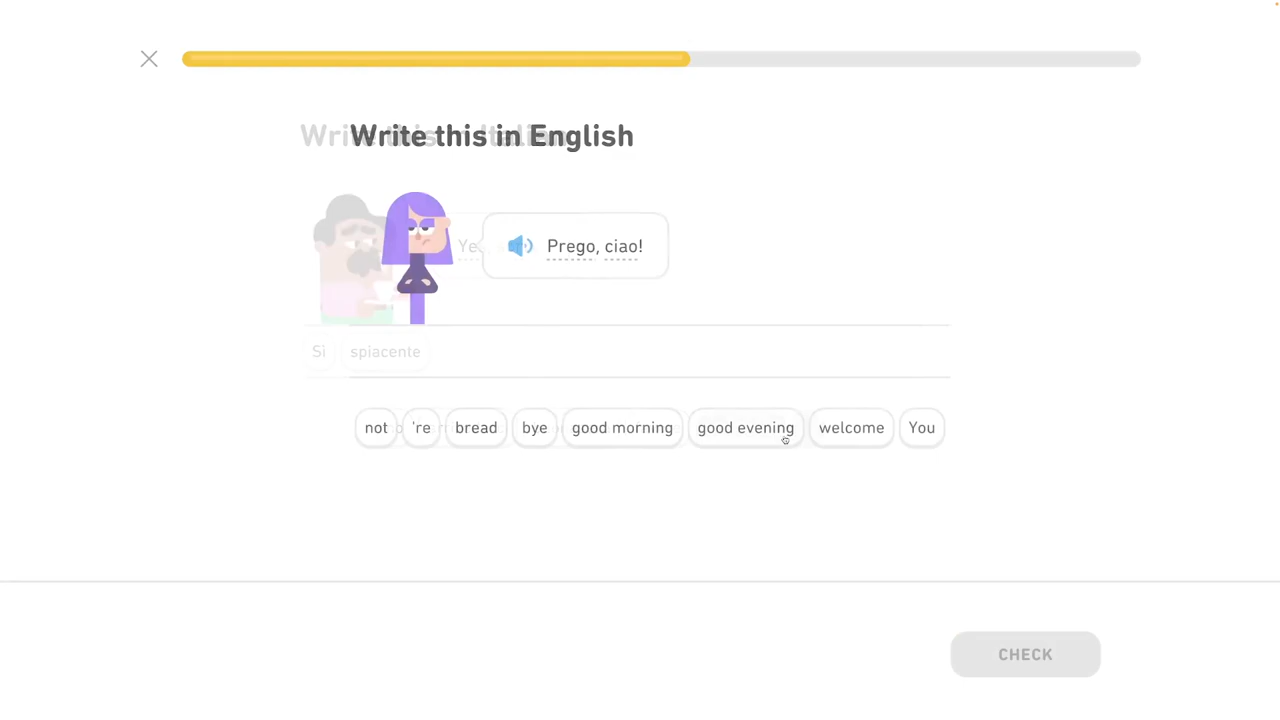 Write this in English
Prego, ciao!
Sì spiacente
not 're bread bye good morning good evening welcome You
CHECK